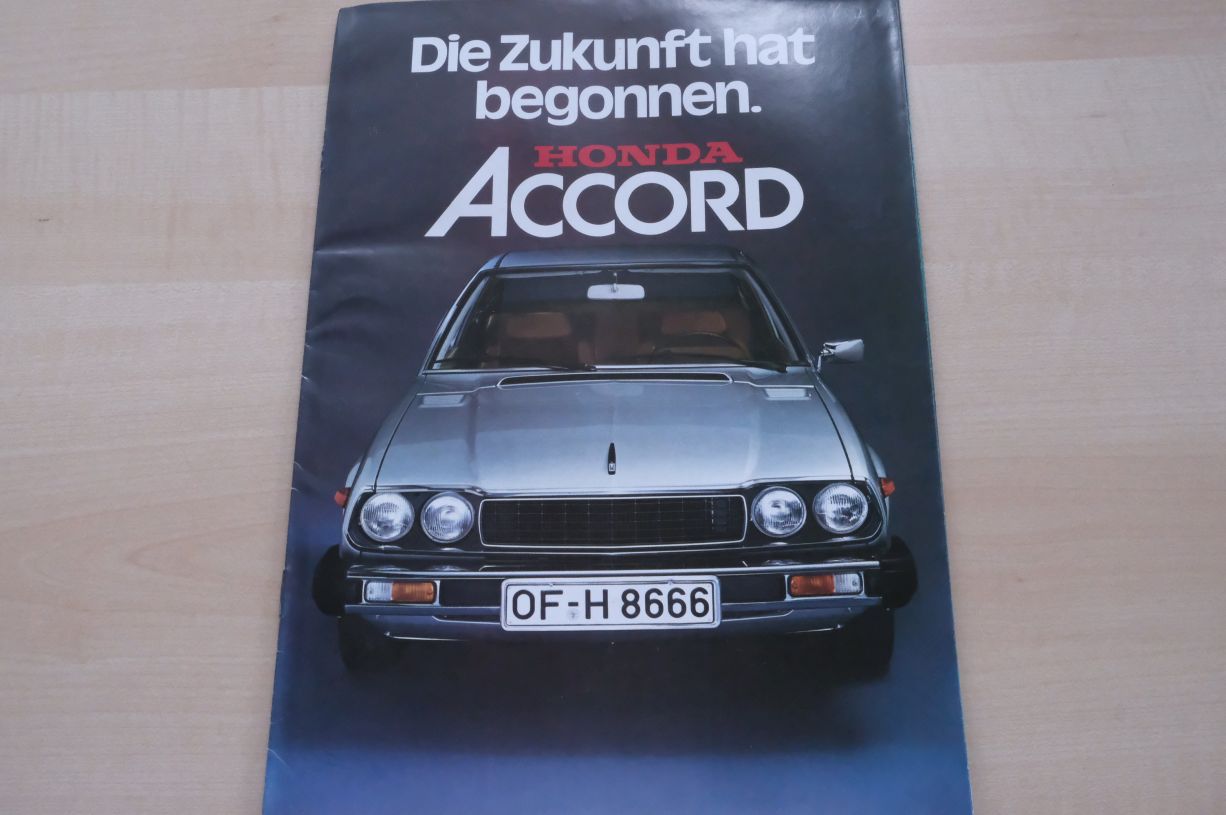 Die Zukunft hat
begonnen.
HONDA
ACCORD
OF-H 8666